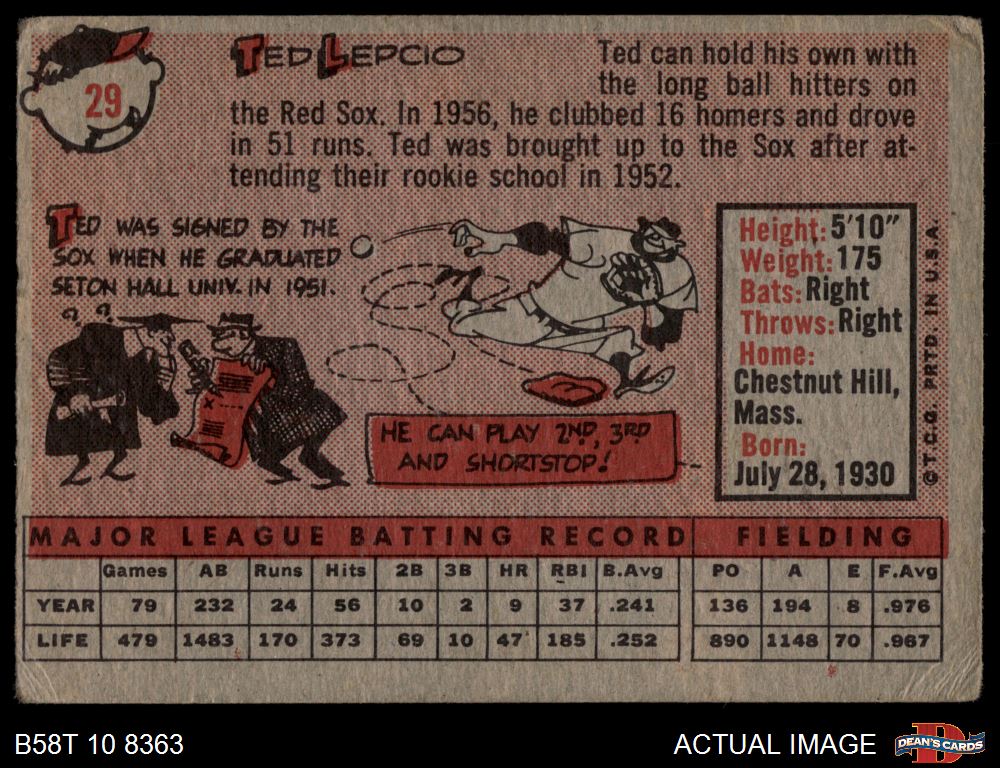 29
TED LEPCIO
Ted can hold his own with
the long ball hitters on
the Red Sox. In 1956, he clubbed 16 homers and drove
in 51 runs. Ted was brought up to the Sox after at-
tending their rookie school in 1952.
TED WAS SIGNED BY THE
SOX WHEN HE GRADUATED
SETON HALL UNIV. IN 1951.
? ?
X
HE CAN PLAY 2ND, 3RD
AND SHORTSTOP!
Height: 5'10"
Weight: 175
Bats: Right
Throws: Right
Home:
Chestnut Hill,
Mass.
Born:
July 28, 1930
©T.C.G. PRTD. IN U.S.A.
MAJOR LEAGUE BATTING RECORD FIELDING
Games AB Runs Hits 2B 3B HR RBI B.Avg PO A E F.Avg
YEAR 79 232 24 56 10 2 9 37 .241 136 194 8 .976
LIFE 479 1483 170 373 69 10 47 185 .252 890 1148 70 .967
B58T 10 8363
ACTUAL IMAGE
D
DEAN'S CARDS